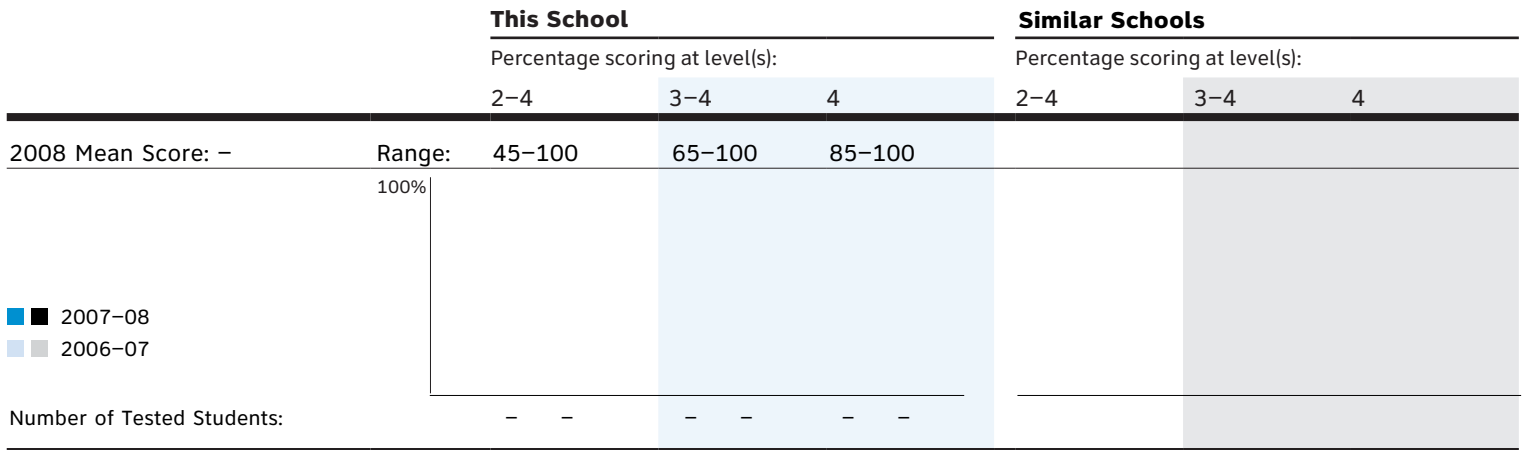 This School Similar Schools
Percentage scoring at level(s): Percentage scoring at level(s):
2–4 3–4 4 2–4 3–4 4
2008 Mean Score: – Range: 45–100 65–100 85–100
100%
2007–08
2006–07
Number of Tested Students: – – – – – –